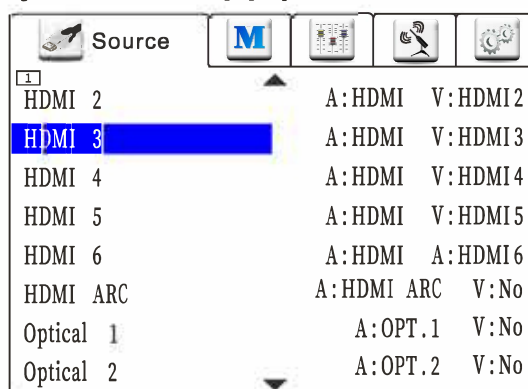 Source M
1
HDMI 2 A:HDMI V:HDMI2
HDMI 3 A:HDMI V:HDMI3
HDMI 4 A:HDMI V:HDMI4
HDMI 5 A:HDMI V:HDMI5
HDMI 6 A:HDMI A:HDMI6
HDMI ARC A:HDMI ARC V:No
Optical 1 A:OPT.1 V:No
Optical 2 A:OPT.2 V:No